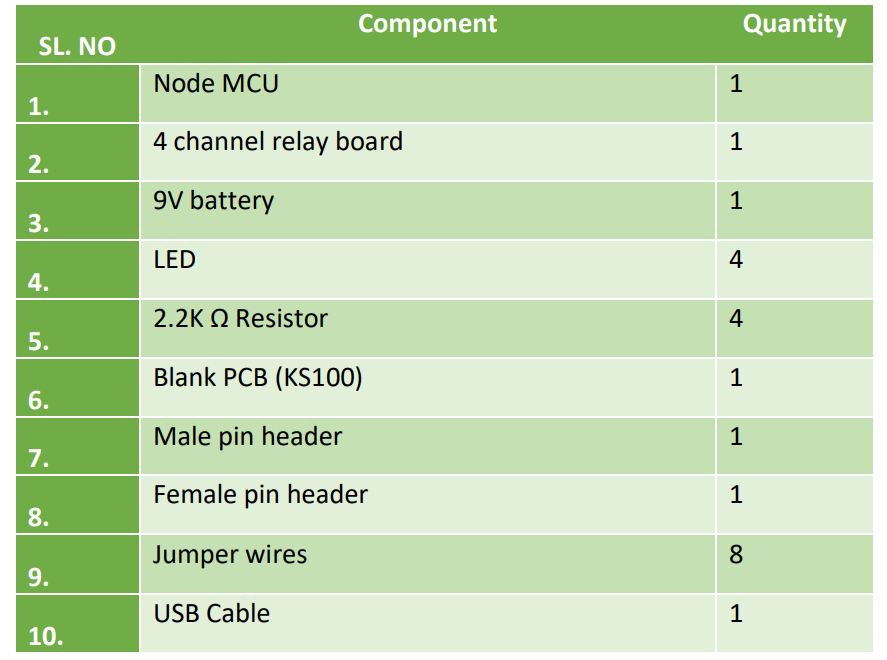 SL. NO Component Quantity
1. Node MCU 1
2. 4 channel relay board 1
3. 9V battery 1
4. LED 4
5. 2.2K Ω Resistor 4
6. Blank PCB (KS100) 1
7. Male pin header 1
8. Female pin header 1
9. Jumper wires 8
10. USB Cable 1